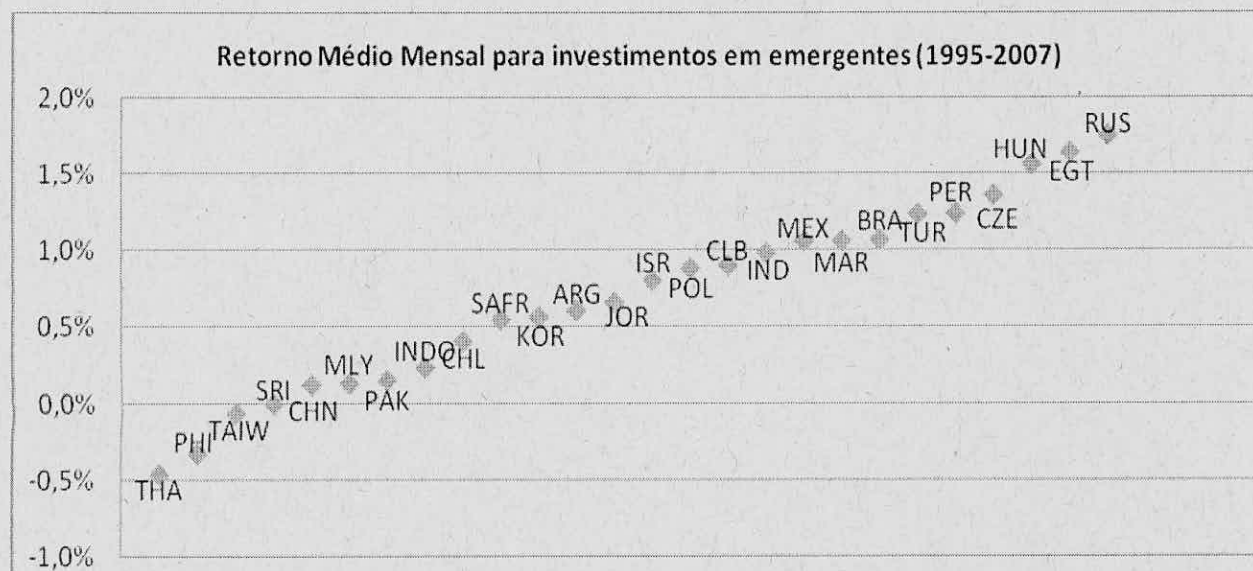 Retorno Médio Mensal para investimentos em emergentes (1995-2007)
2,0%
1,5%
1,0%
0,5%
0,0%
-0,5%
-1,0%
THA
PHI
TAIW
SRI
CHN
MLY
PAK
INDO
CHL
SAFR
KOR
ARG
JOR
ISR
POL
CLB
IND
MEX
MAR
BRA
TUR
PER
CZE
HUN
EGT
RUS